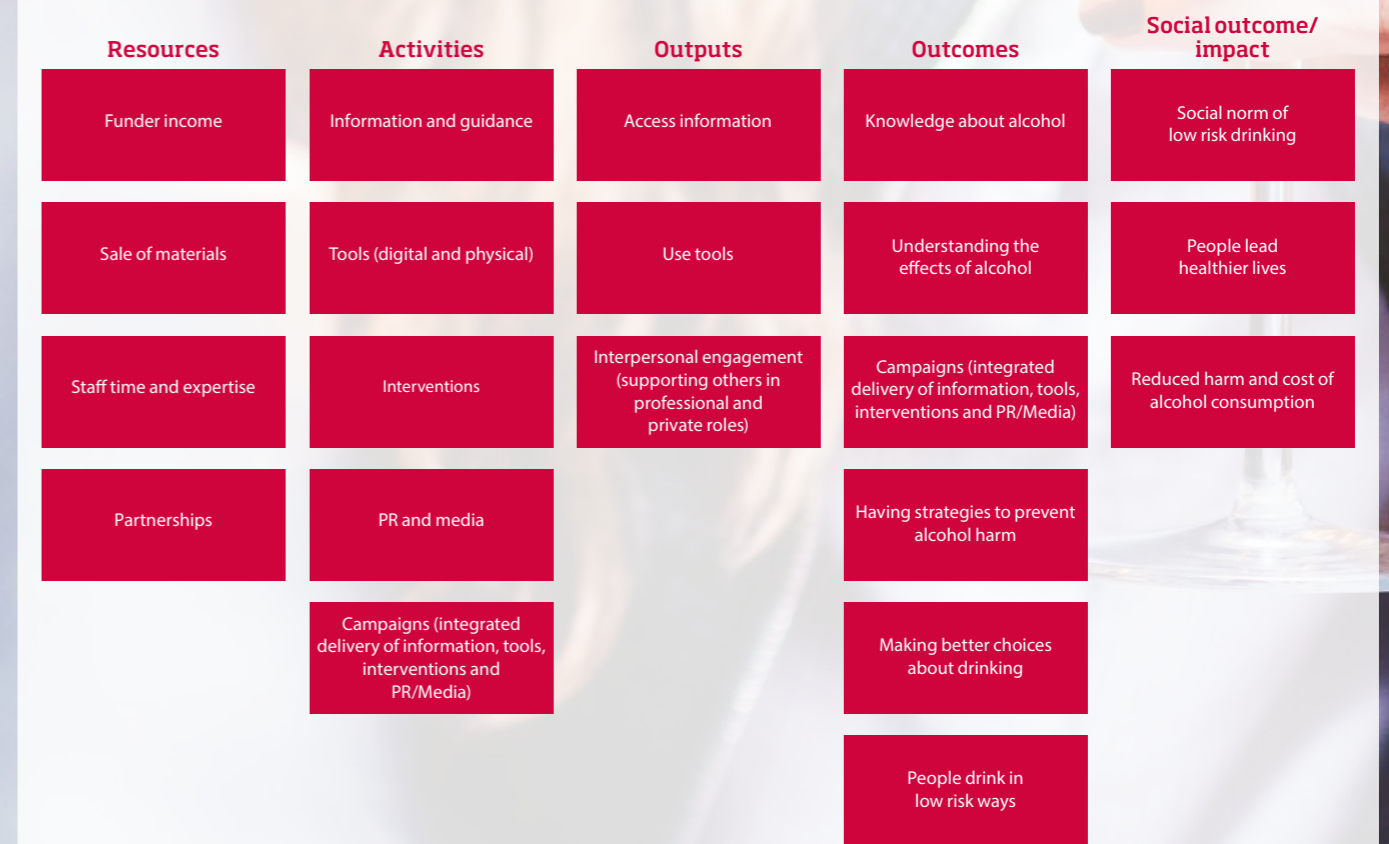 Resources
Funder income
Sale of materials
Staff time and expertise
Partnerships
Activities
Information and guidance
Tools (digital and physical)
Interventions
PR and media
Campaigns (integrated
delivery of information, tools,
interventions and
PR/Media)
Outputs
Access information
Use tools
Interpersonal engagement
(supporting others in
professional and
private roles)
Outcomes
Knowledge about alcohol
Understanding the
effects of alcohol
Campaigns (integrated
delivery of information, tools,
interventions and PR/Media)
Having strategies to prevent
alcohol harm
Making better choices
about drinking
People drink in
low risk ways
Social outcome/
impact
Social norm of
low risk drinking
People lead
healthier lives
Reduced harm and cost of
alcohol consumption